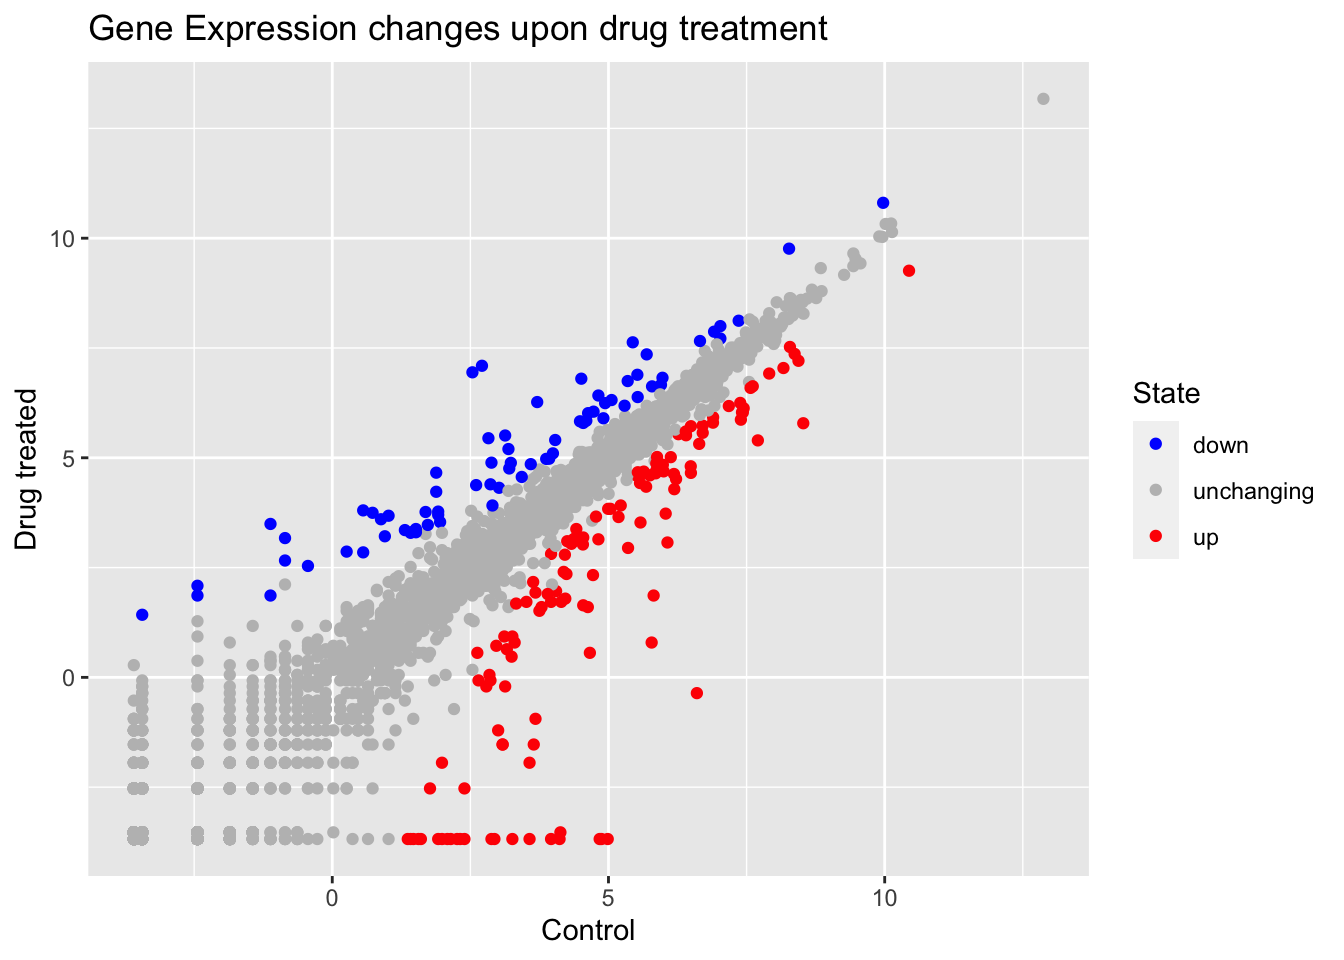 Gene Expression changes upon drug treatment
10
5
0
Drug treated
0
5
10
Control
State
down
unchanging
up